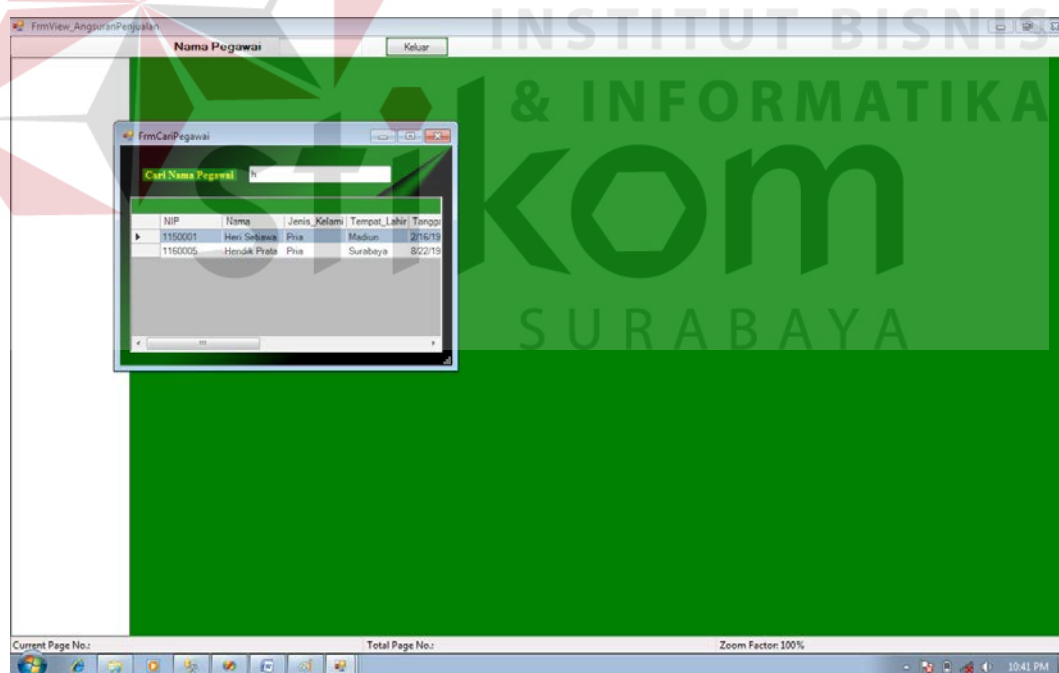 FrmView_AngsuranPenjualan
INSTITUT BISNIS
Nama Pegawai
Keluar
& INFORMATIKA
stikom
SURABAYA
FrmCariPegawai
Cari Nama Pegawai
h
NIP Nama Jenis_Kelami Tempat_Lahir Tangga
1150001 Heri Setiawa Pria Madiun 2/16/19
1160005 Hendik Prata Pria Surabaya 8/22/19
Current Page No.: Total Page No.: Zoom Factor: 100%
10:41 PM